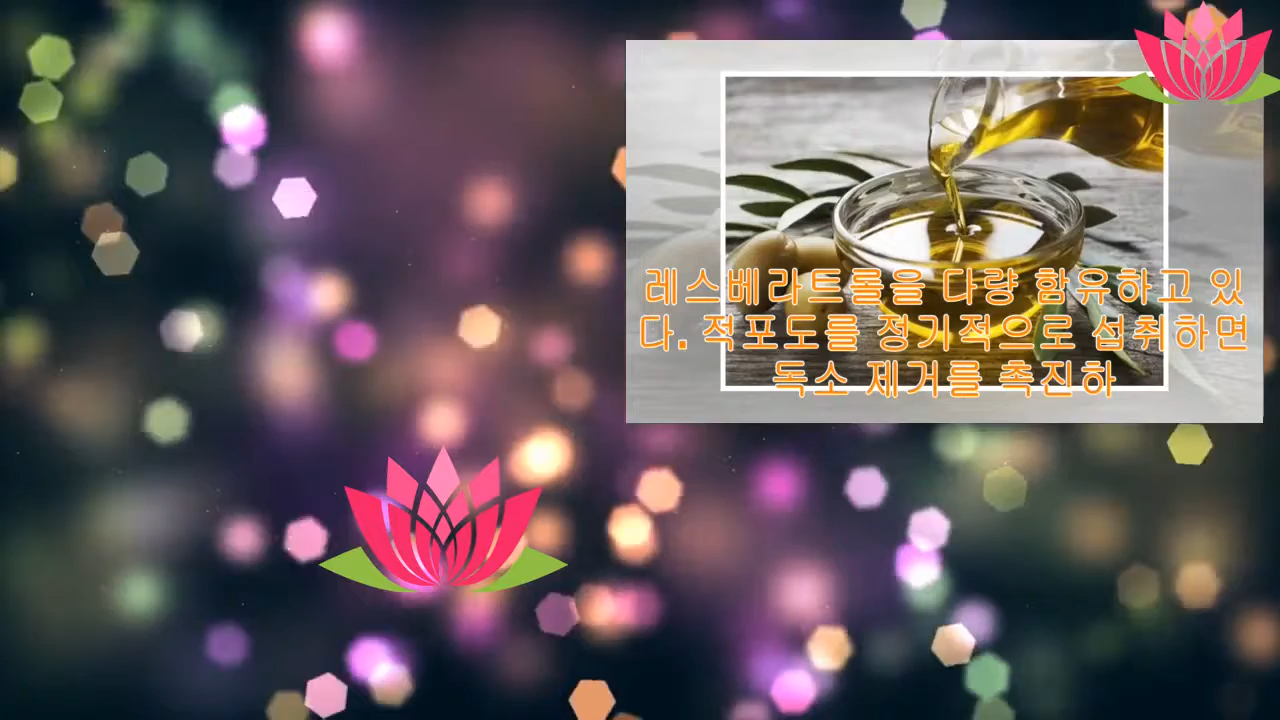 레스베라트롤을 다량 함유하고 있
다. 적포도를 정기적으로 섭취하면
독소 제거를 촉진하